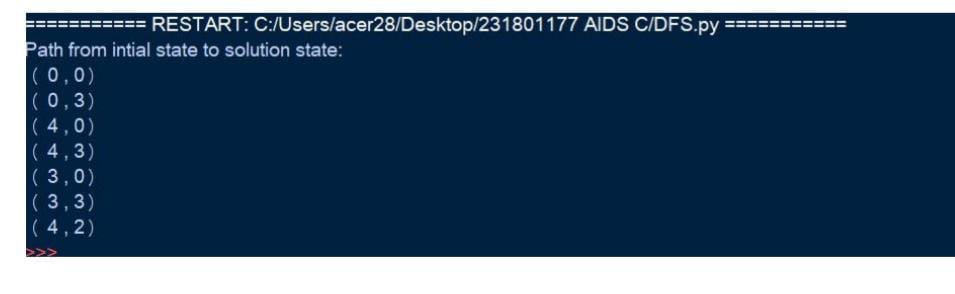 =========== RESTART: C:/Users/acer28/Desktop/231801177 AIDS C/DFS.py ===========
Path from intial state to solution state:
( 0 , 0 )
( 0 , 3 )
( 4 , 0 )
( 4 , 3 )
( 3 , 0 )
( 3 , 3 )
( 4 , 2 )
>>>